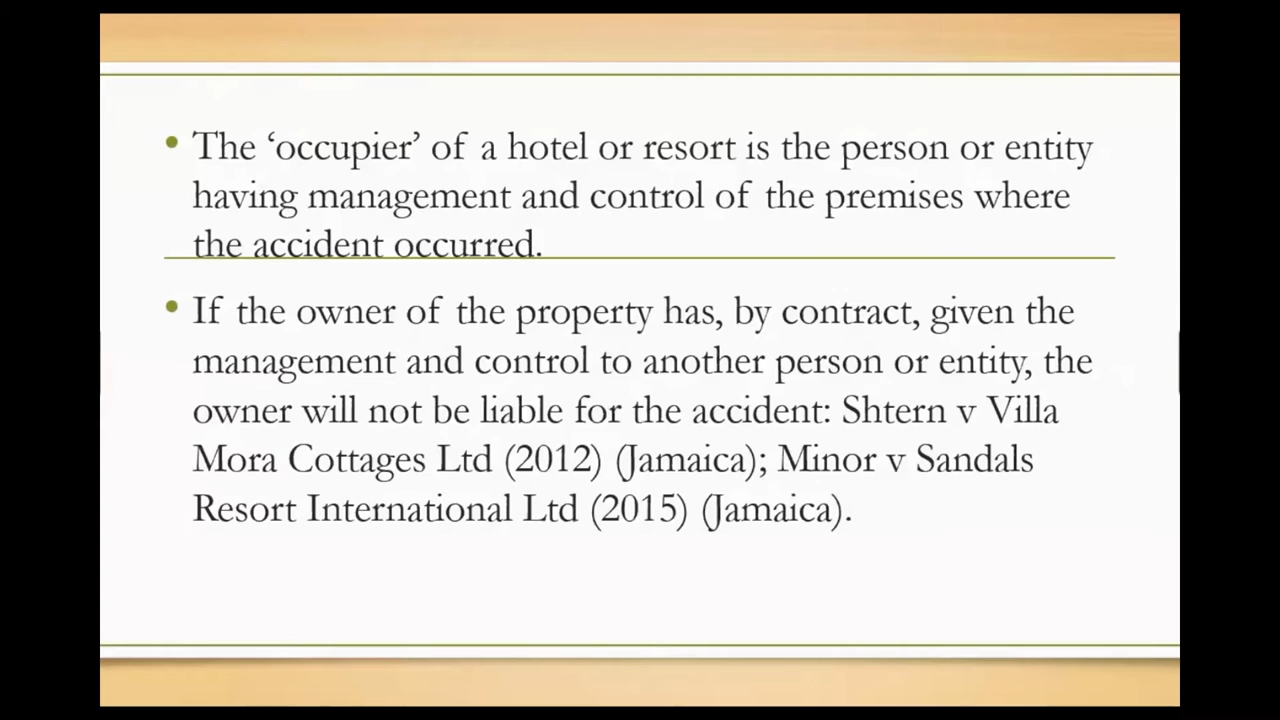 • The ‘occupier’ of a hotel or resort is the person or entity
having management and control of the premises where
the accident occurred.
• If the owner of the property has, by contract, given the
management and control to another person or entity, the
owner will not be liable for the accident: Shtern v Villa
Mora Cottages Ltd (2012) (Jamaica); Minor v Sandals
Resort International Ltd (2015) (Jamaica).